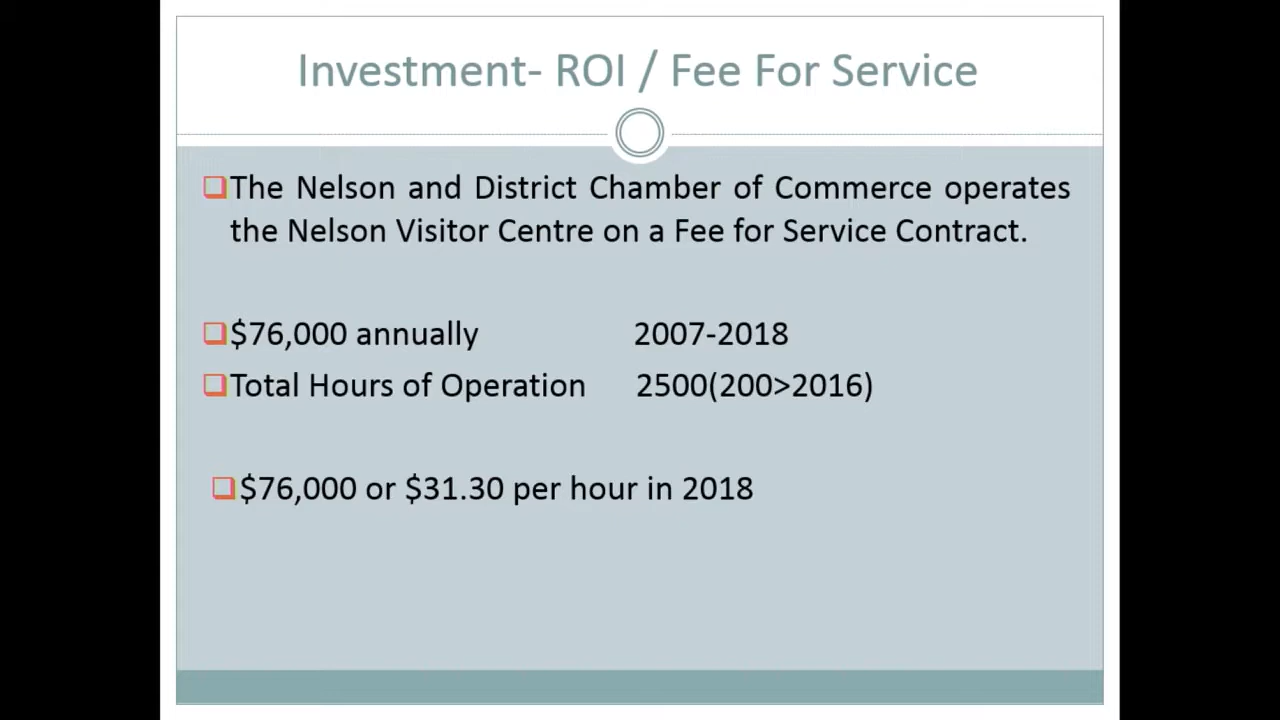 Investment- ROI / Fee For Service
The Nelson and District Chamber of Commerce operates
the Nelson Visitor Centre on a Fee for Service Contract.
$76,000 annually 2007-2018
Total Hours of Operation 2500(200>2016)
$76,000 or $31.30 per hour in 2018